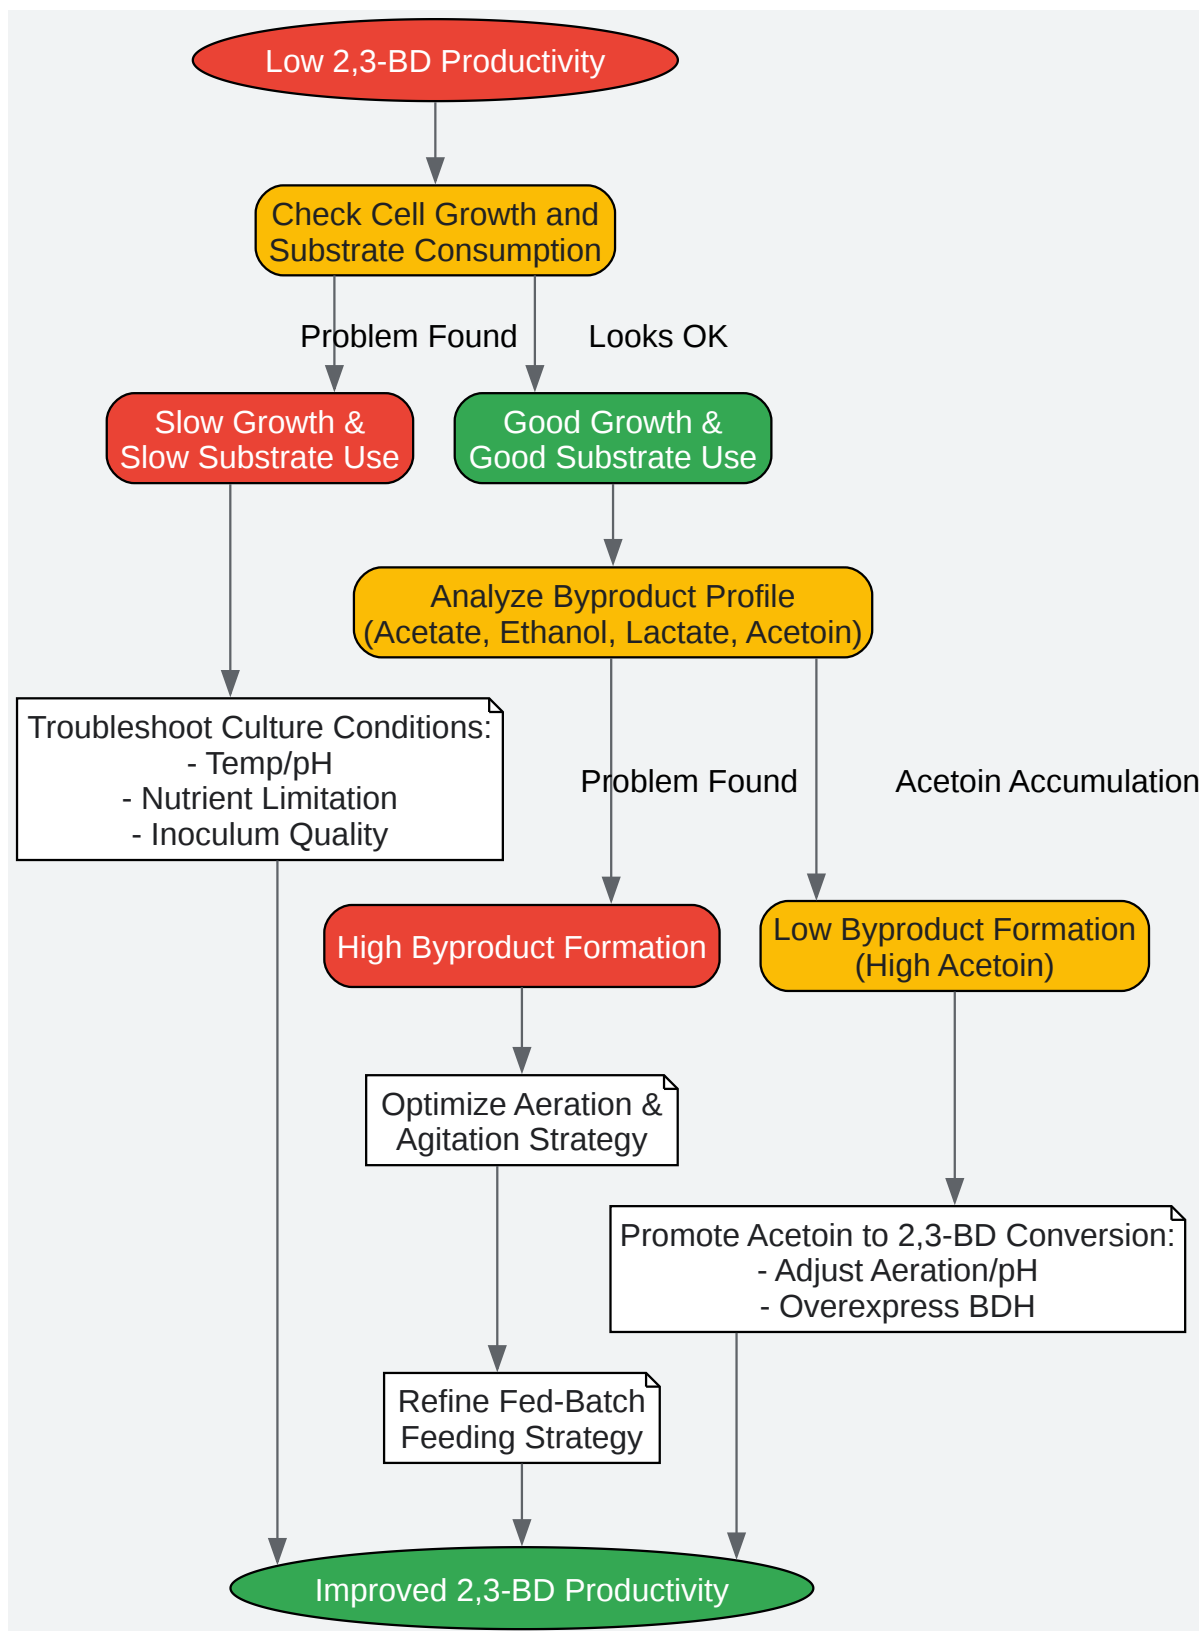 Low 2,3-BD Productivity
Check Cell Growth and
Substrate Consumption
Problem Found
Looks OK
Slow Growth &
Slow Substrate Use
Good Growth &
Good Substrate Use
Analyze Byproduct Profile
(Acetate, Ethanol, Lactate, Acetoin)
Troubleshoot Culture Conditions:
- Temp/pH
- Nutrient Limitation
- Inoculum Quality
Problem Found
Acetoin Accumulation
High Byproduct Formation
Low Byproduct Formation
(High Acetoin)
Optimize Aeration &
Agitation Strategy
Promote Acetoin to 2,3-BD Conversion:
- Adjust Aeration/pH
- Overexpress BDH
Refine Fed-Batch
Feeding Strategy
Improved 2,3-BD Productivity